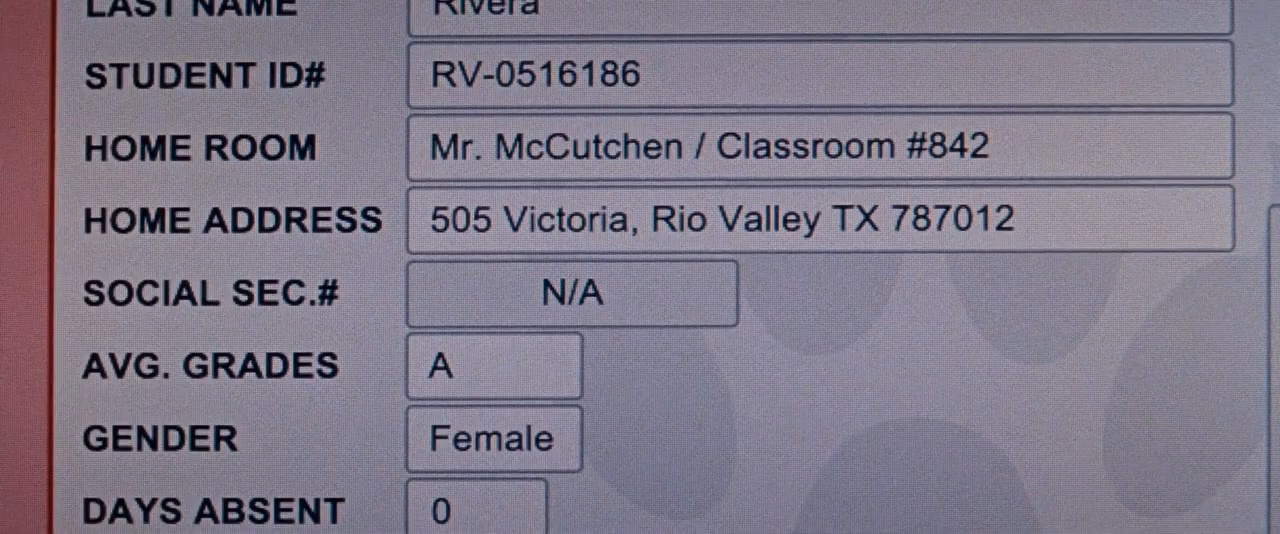 LAST NAME Rivera
STUDENT ID# RV-0516186
HOME ROOM Mr. McCutchen / Classroom #842
HOME ADDRESS 505 Victoria, Rio Valley TX 787012
SOCIAL SEC.# N/A
AVG. GRADES A
GENDER Female
DAYS ABSENT 0